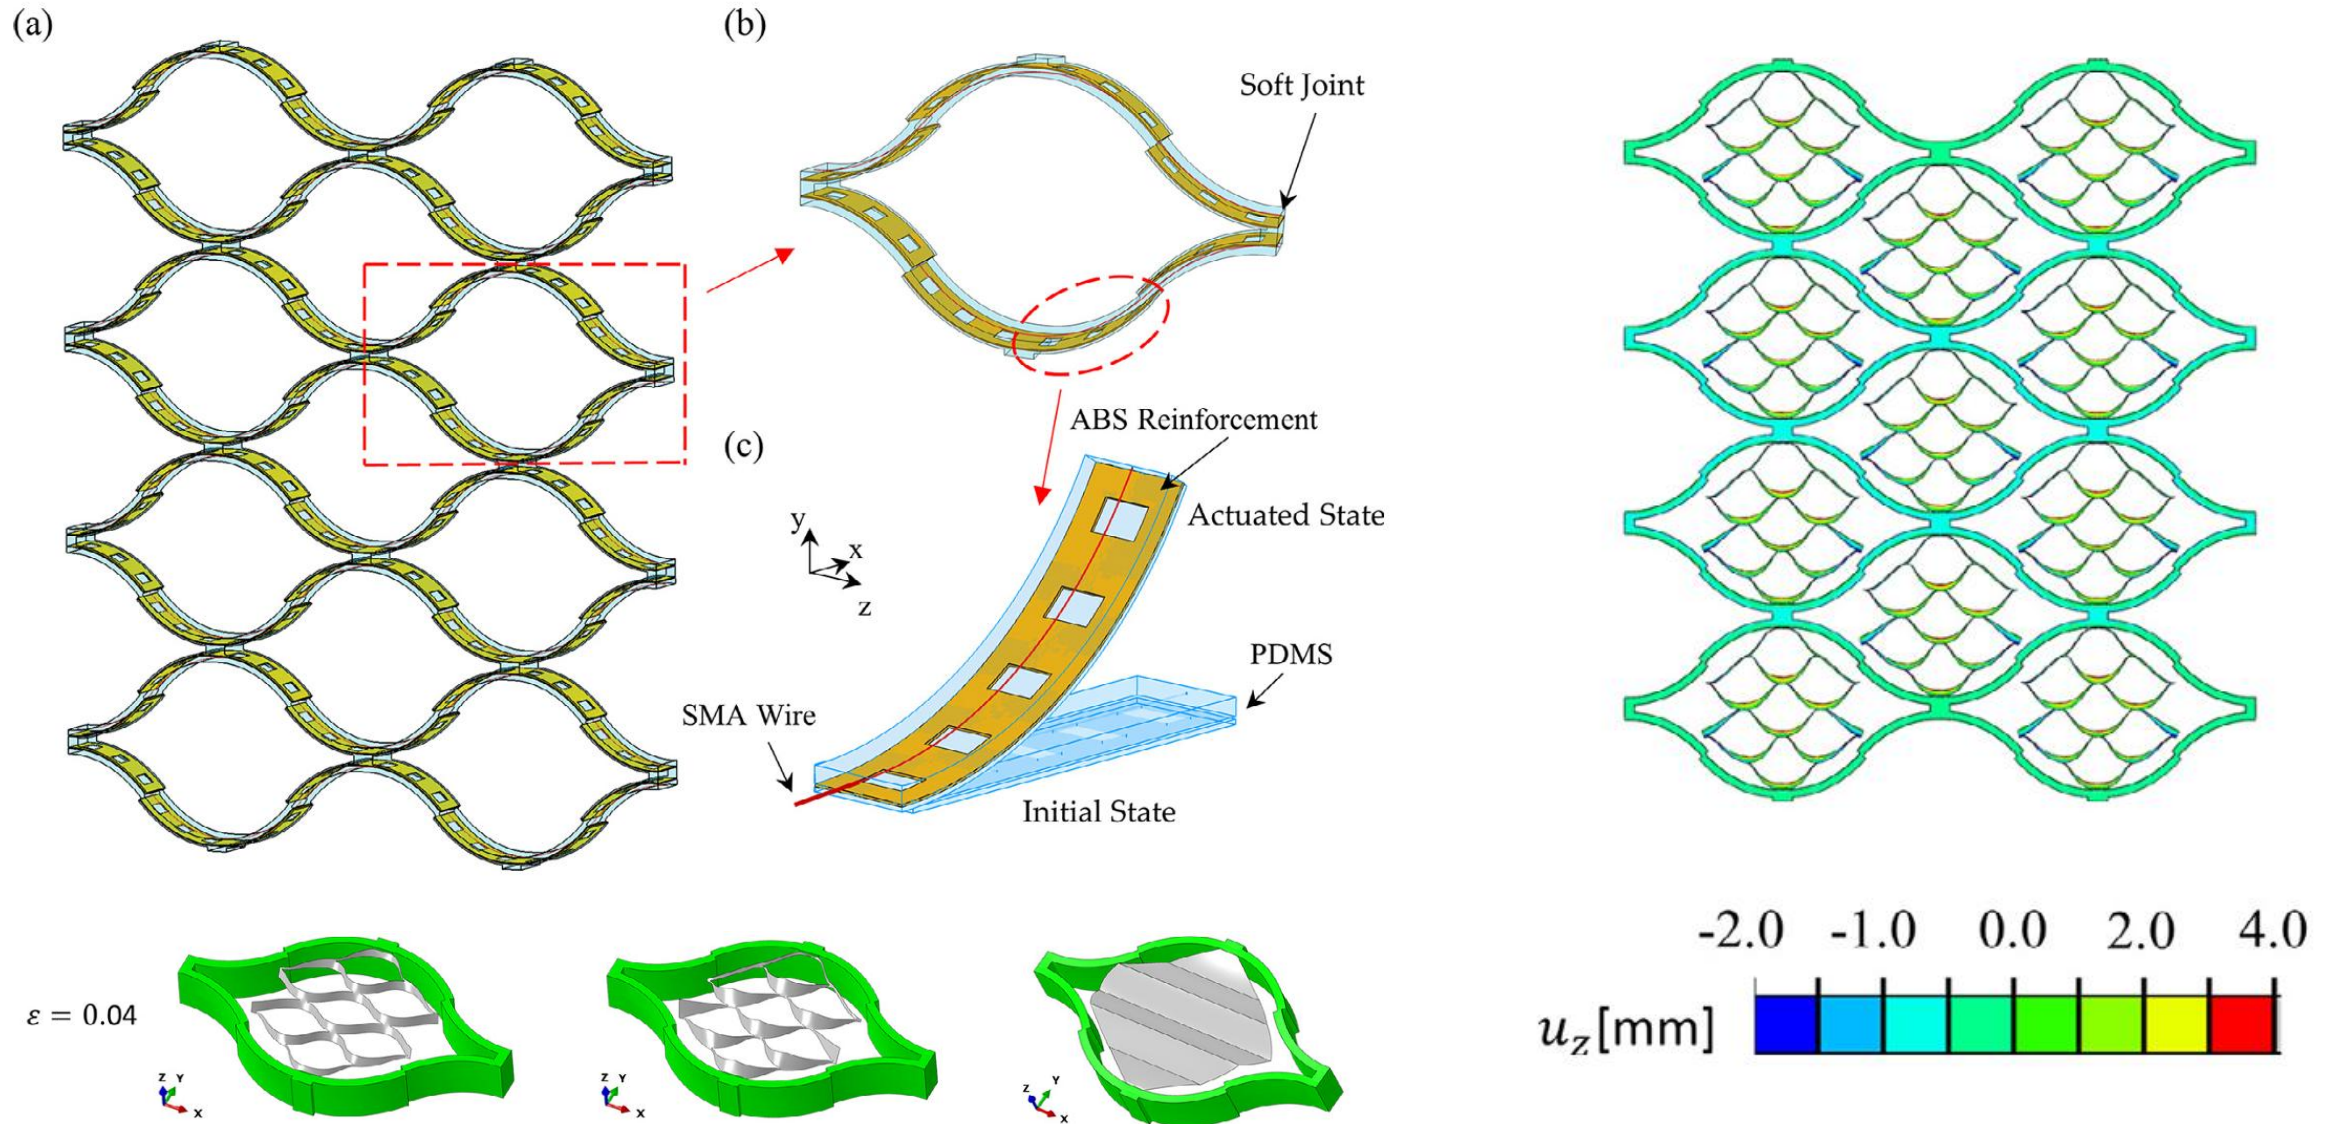 (a)
(b)
Soft Joint
ABS Reinforcement
(c)
Actuated State
y
x
z
PDMS
SMA Wire
Initial State
-2.0 -1.0 0.0 2.0 4.0
u_z[mm]
ε = 0.04
Z Y
X
Z Y
X
Z Y
X